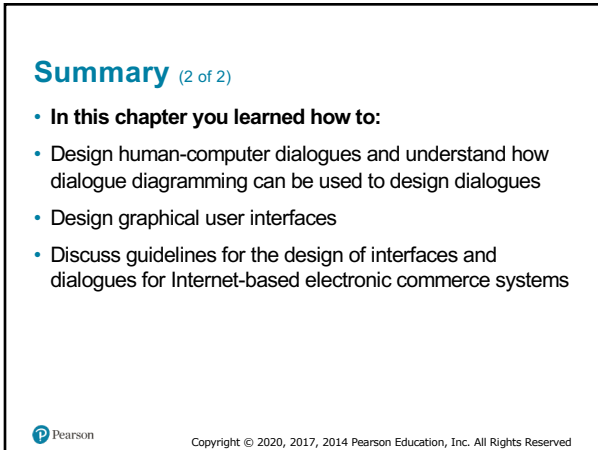 Summary (2 of 2)
• In this chapter you learned how to:
• Design human-computer dialogues and understand how
dialogue diagramming can be used to design dialogues
• Design graphical user interfaces
• Discuss guidelines for the design of interfaces and
dialogues for Internet-based electronic commerce systems
P Pearson
Copyright © 2020, 2017, 2014 Pearson Education, Inc. All Rights Reserved